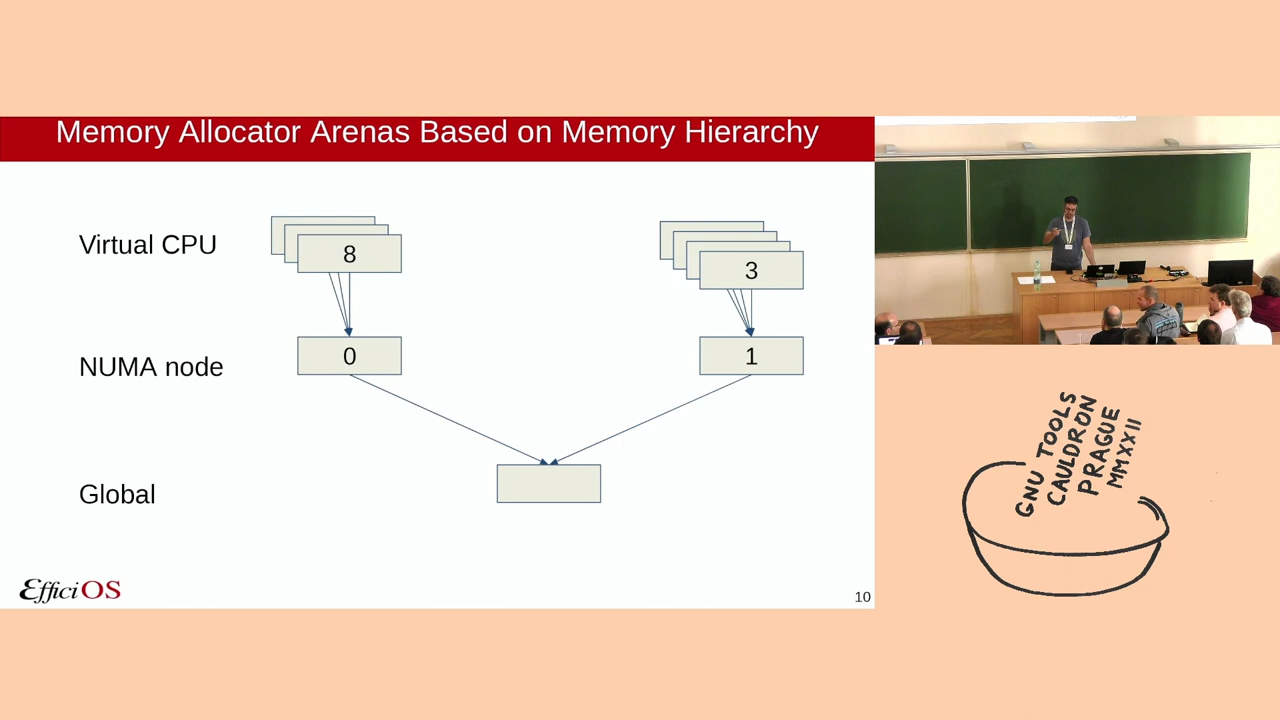 Memory Allocator Arenas Based on Memory Hierarchy
Virtual CPU
8
3
NUMA node
0
1
Global
EfficiOS
10
GNU TOOLS
CAULDRON
PRAGUE
MMXXII